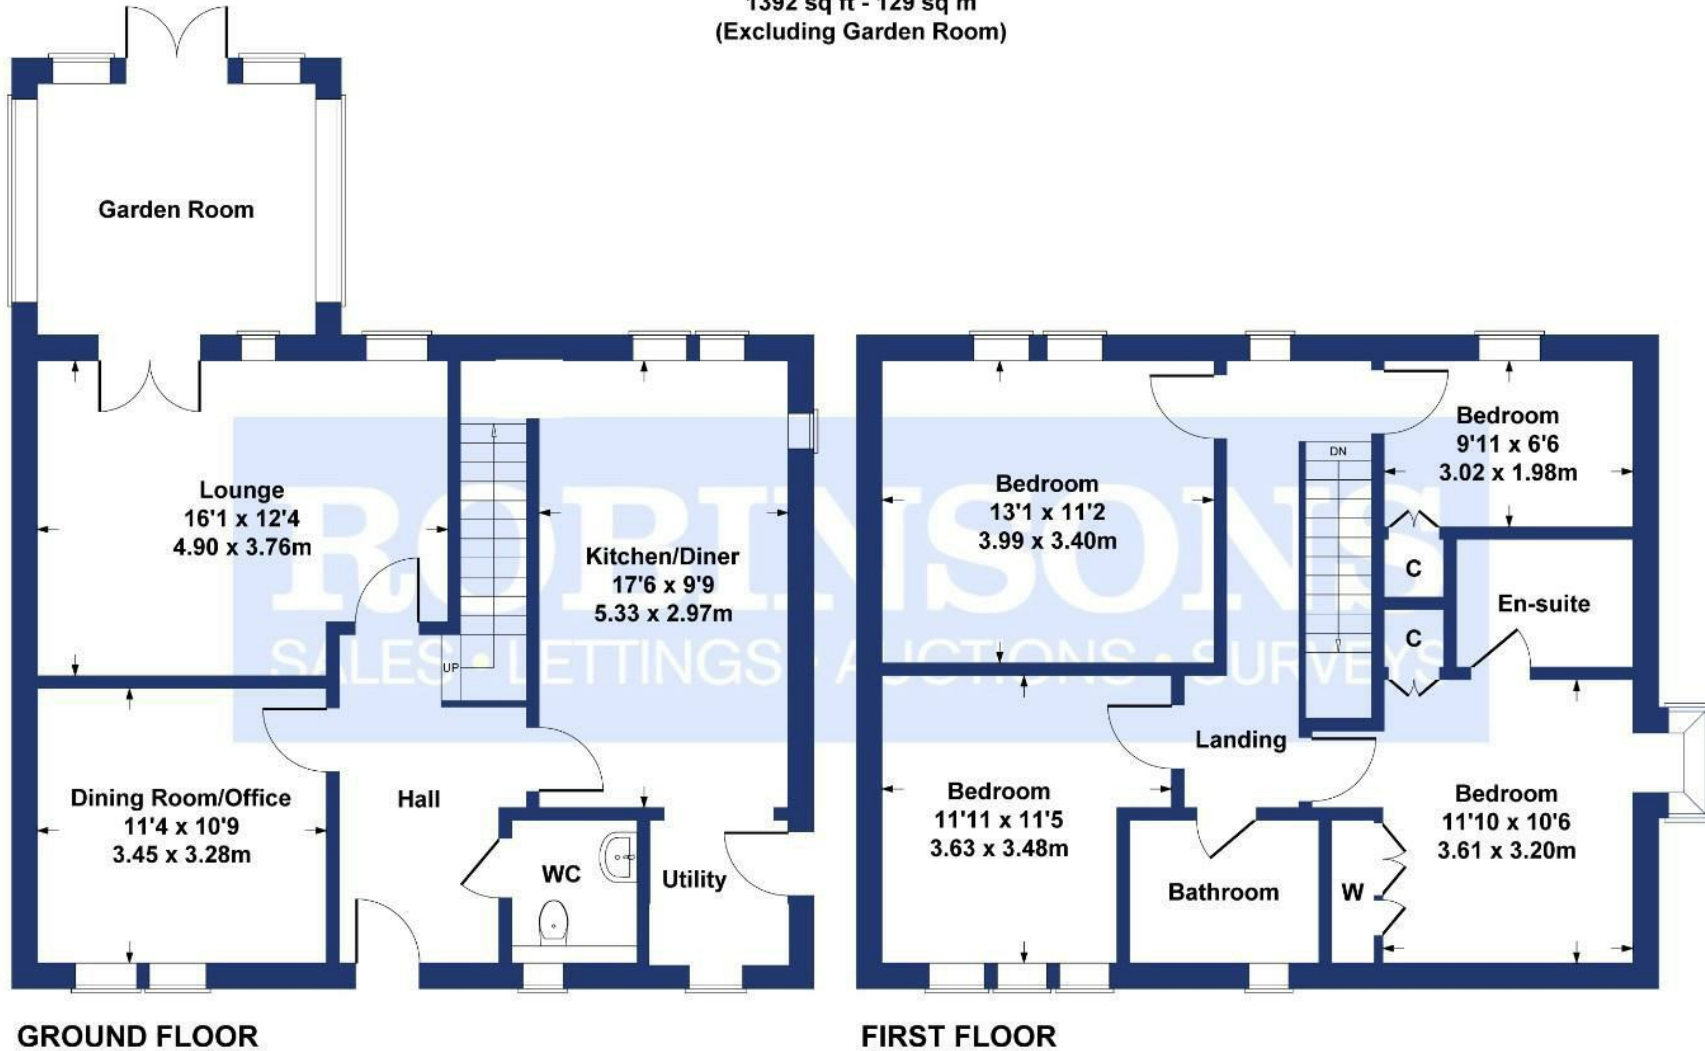 1392 sq ft - 129 sq m
(Excluding Garden Room)
Garden Room
Lounge
16'1 x 12'4
4.90 x 3.76m
Kitchen/Diner
17'6 x 9'9
5.33 x 2.97m
UP
Dining Room/Office
11'4 x 10'9
3.45 x 3.28m
Hall
WC
Utility
GROUND FLOOR
Bedroom
13'1 x 11'2
3.99 x 3.40m
DN
Bedroom
9'11 x 6'6
3.02 x 1.98m
C
En-suite
C
Landing
Bedroom
11'11 x 11'5
3.63 x 3.48m
Bathroom
W
Bedroom
11'10 x 10'6
3.61 x 3.20m
FIRST FLOOR
ROBINSONS
SALES • LETTINGS • AUCTIONS • SURVEYS